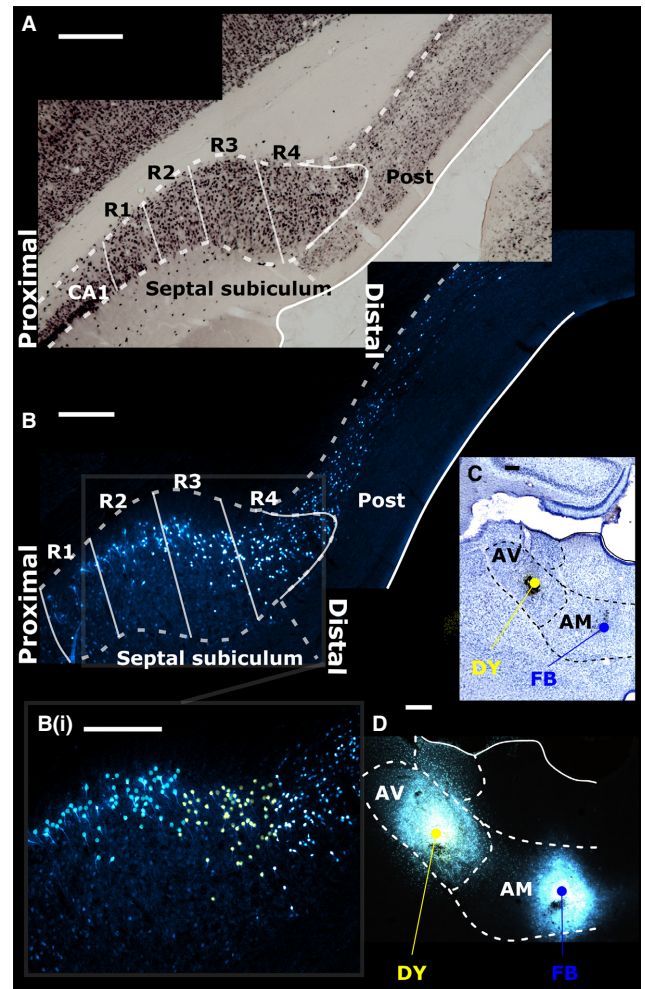 A
R3
R4
R2
Post
R1
Proximal
CA1
Septal subiculum
Distal
B
R3
R2
R4
Post
R1
Proximal
Septal subiculum
Distal
C
AV
AM
DY
FB
B(i)
D
AV
AM
DY
FB